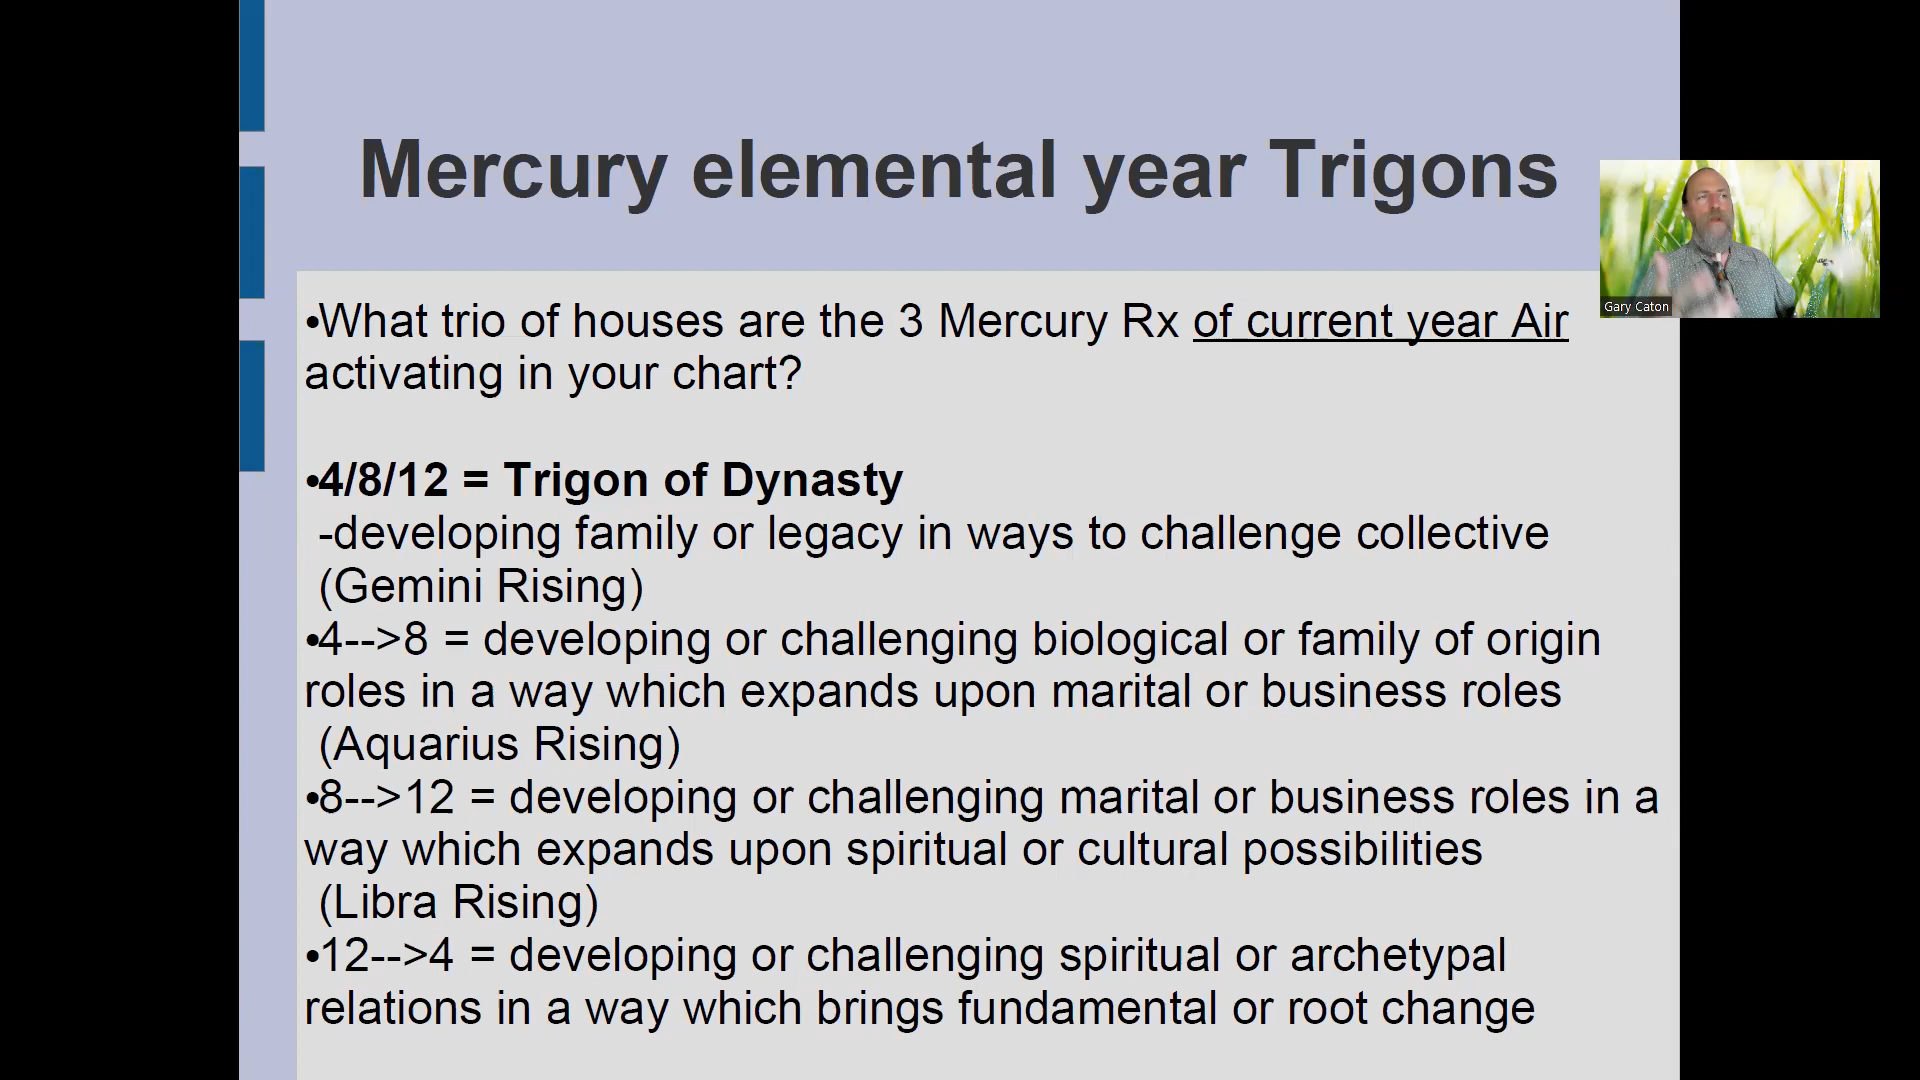 Mercury elemental year Trigons
•What trio of houses are the 3 Mercury Rx of current year Air
activating in your chart?
•4/8/12 = Trigon of Dynasty
-developing family or legacy in ways to challenge collective
(Gemini Rising)
•4-->8 = developing or challenging biological or family of origin
roles in a way which expands upon marital or business roles
(Aquarius Rising)
•8-->12 = developing or challenging marital or business roles in a
way which expands upon spiritual or cultural possibilities
(Libra Rising)
•12-->4 = developing or challenging spiritual or archetypal
relations in a way which brings fundamental or root change
Gary Caton